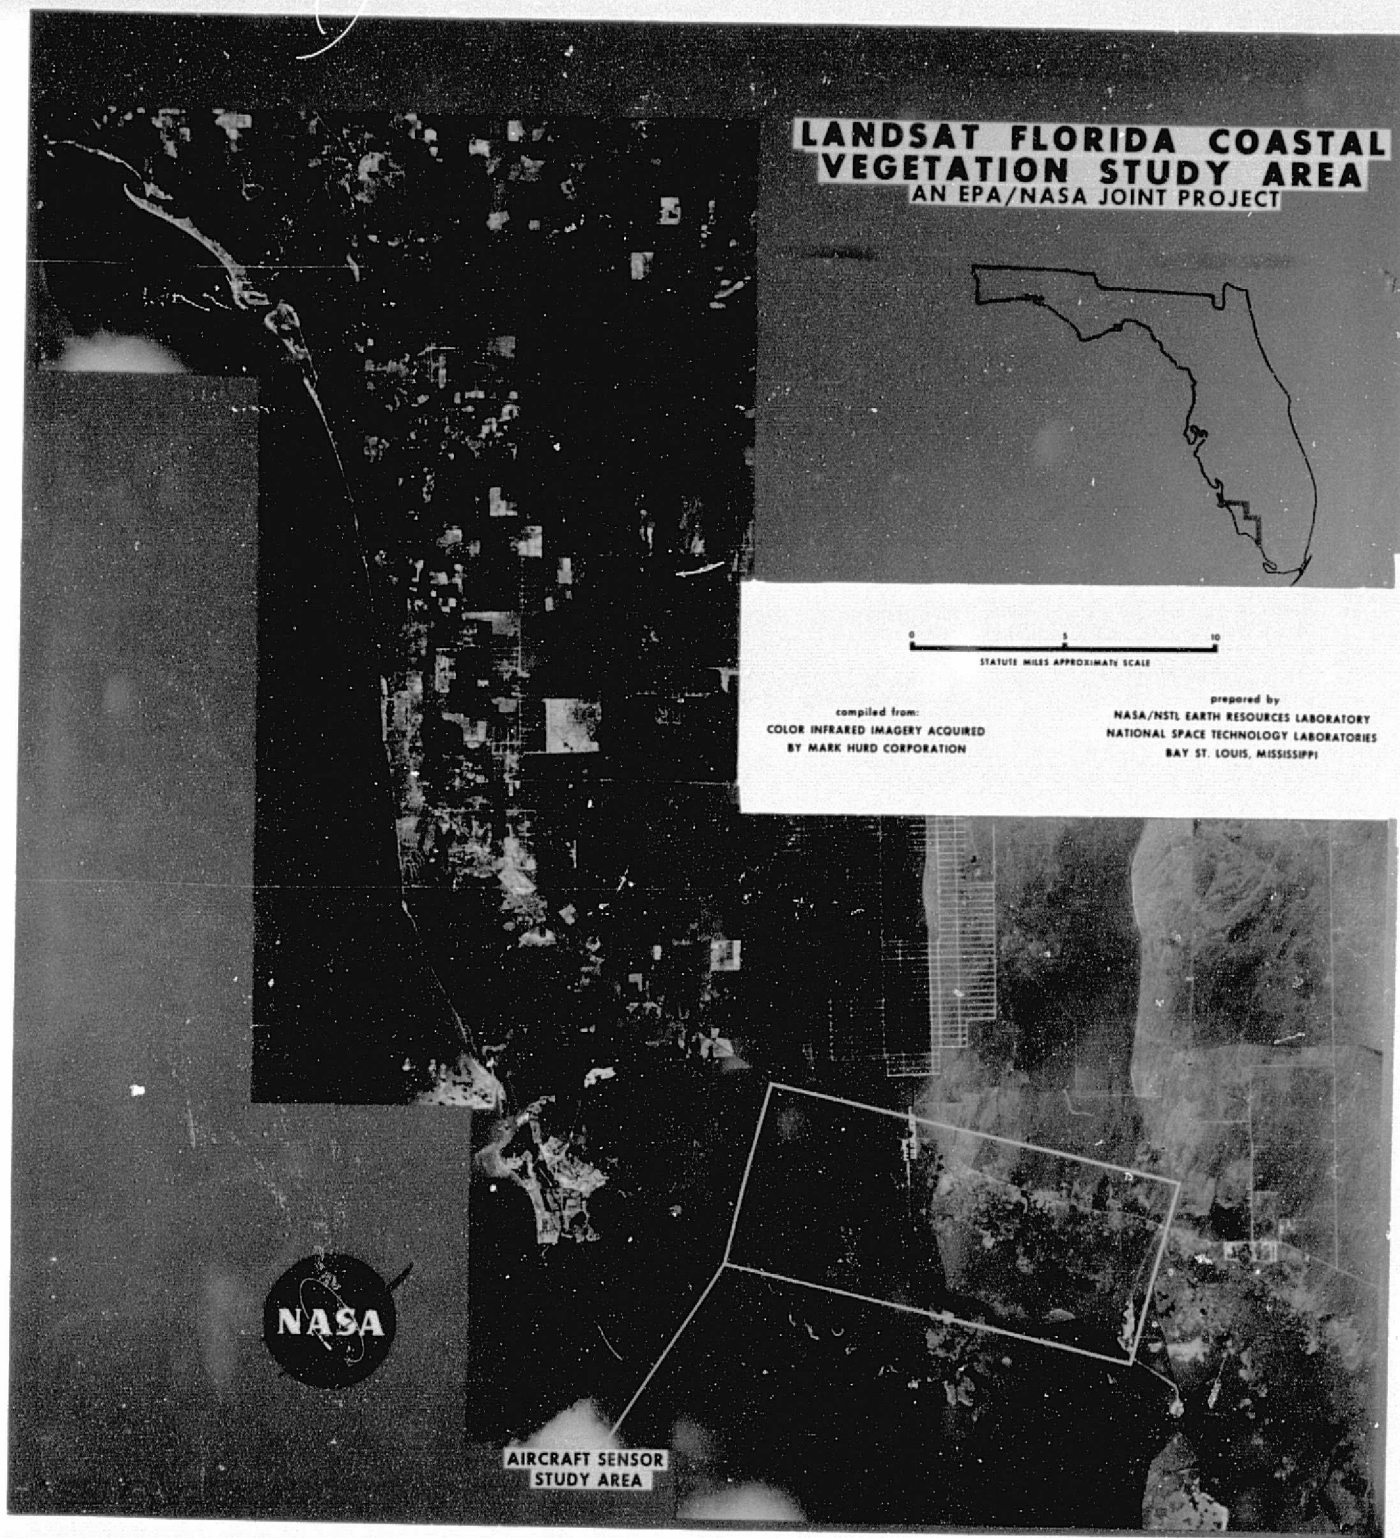 LANDSAT FLORIDA COASTAL
VEGETATION STUDY AREA
AN EPA/NASA JOINT PROJECT
0 5 10
STATUTE MILES APPROXIMATE SCALE
compiled from:
COLOR INFRARED IMAGERY ACQUIRED
BY MARK HURD CORPORATION
prepared by
NASA/NSTL EARTH RESOURCES LABORATORY
NATIONAL SPACE TECHNOLOGY LABORATORIES
BAY ST. LOUIS, MISSISSIPPI
NASA
AIRCRAFT SENSOR
STUDY AREA